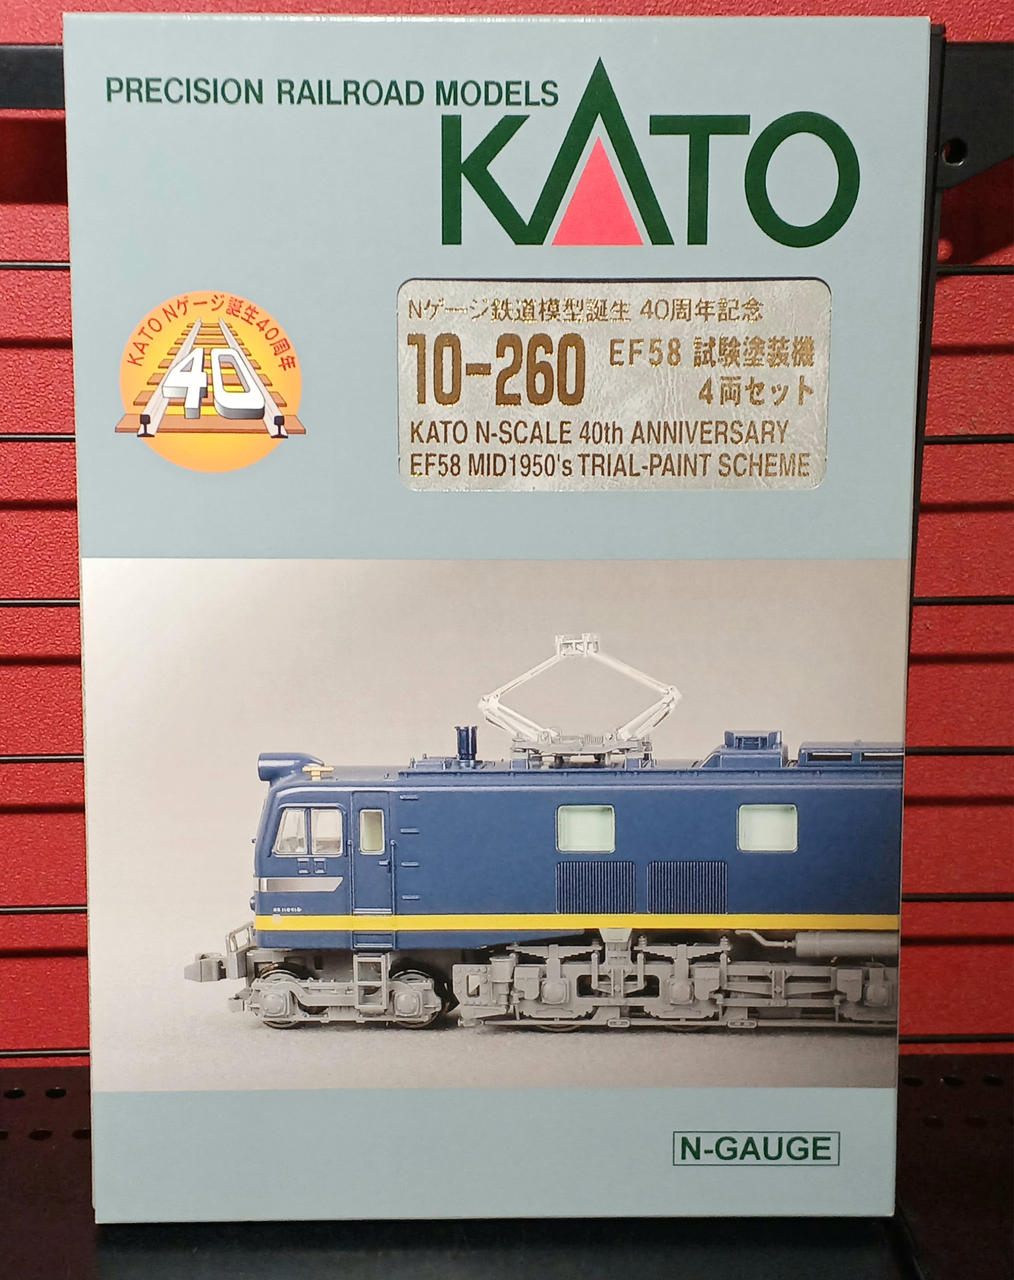 PRECISION RAILROAD MODELS
KATO
KATO Nゲージ誕生40周年
40
Nゲージ鉄道模型誕生 40周年記念
10-260
EF58 試験塗装機
4両セット
KATO N-SCALE 40th ANNIVERSARY
EF58 MID1950's TRIAL-PAINT SCHEME
N-GAUGE